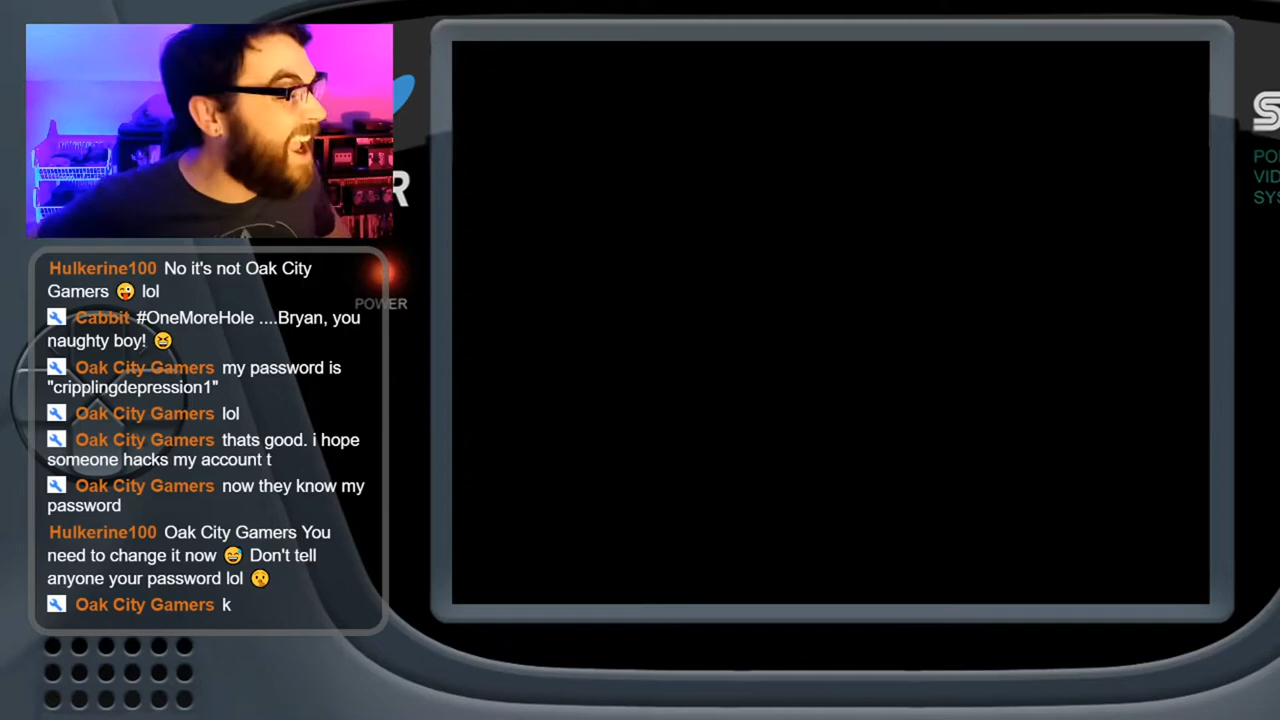 Hulkerine100 No it's not Oak City
Gamers 😜 lol
Cabbit #OneMoreHole ....Bryan, you
naughty boy! 😆
Oak City Gamers my password is
"cripplingdepression1"
Oak City Gamers lol
Oak City Gamers thats good. i hope
someone hacks my account t
Oak City Gamers now they know my
password
Hulkerine100 Oak City Gamers You
need to change it now 😅 Don't tell
anyone your password lol 🤫
Oak City Gamers k
R
POWER
S